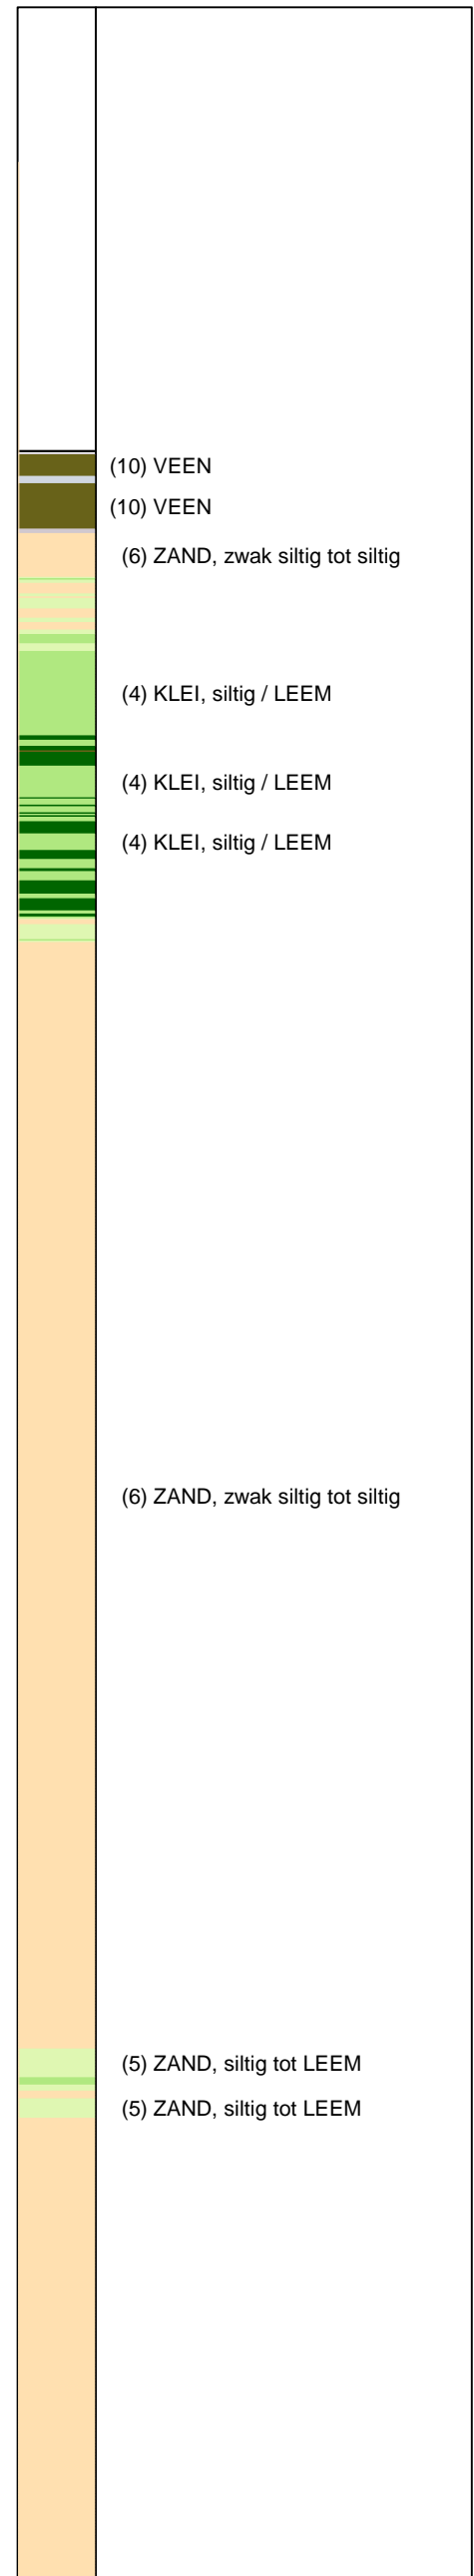 (10) VEEN
(10) VEEN
(6) ZAND, zwak siltig tot siltig
(4) KLEI, siltig / LEEM
(4) KLEI, siltig / LEEM
(4) KLEI, siltig / LEEM
(6) ZAND, zwak siltig tot siltig
(5) ZAND, siltig tot LEEM
(5) ZAND, siltig tot LEEM